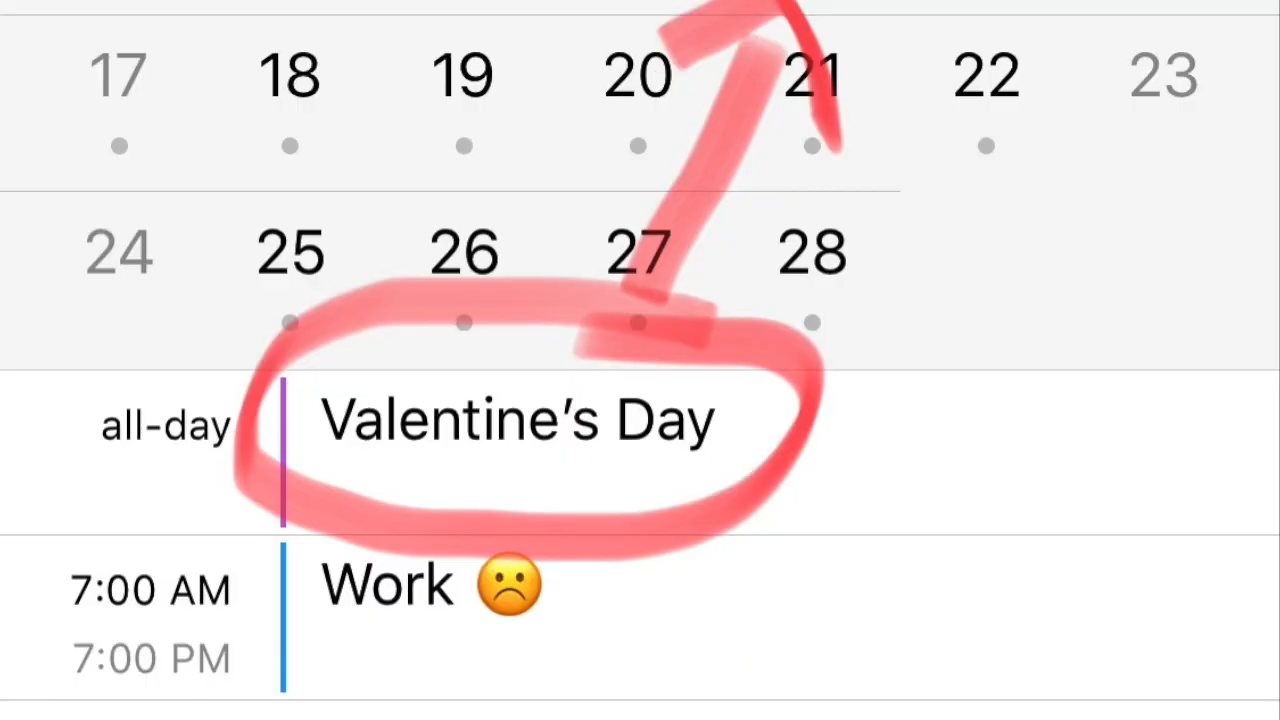 17 18 19 20 21 22 23
24 25 26 27 28
all-day Valentine’s Day
7:00 AM Work ☹️
7:00 PM